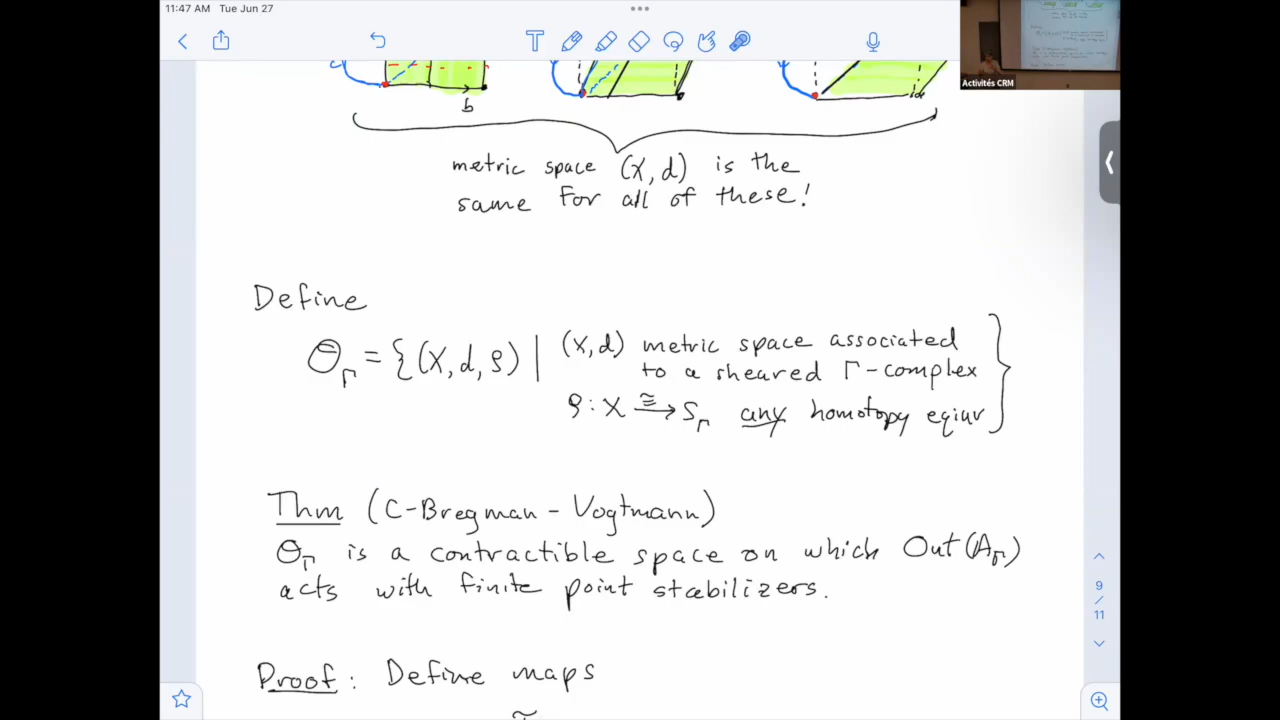 11:47 AM Tue Jun 27
Activités CRM
b
metric space (X, d) is the
same for all of these!
Define
Θ_Γ = {(X, d, ρ) | (X, d) metric space associated
to a sheared Γ-complex
ρ : X ≅→ S_Γ any homotopy equiv }
Thm (C-Bregman-Vogtmann)
Θ_Γ is a contractible space on which Out(A_Γ)
acts with finite point stabilizers.
9
/
11
Proof: Define maps